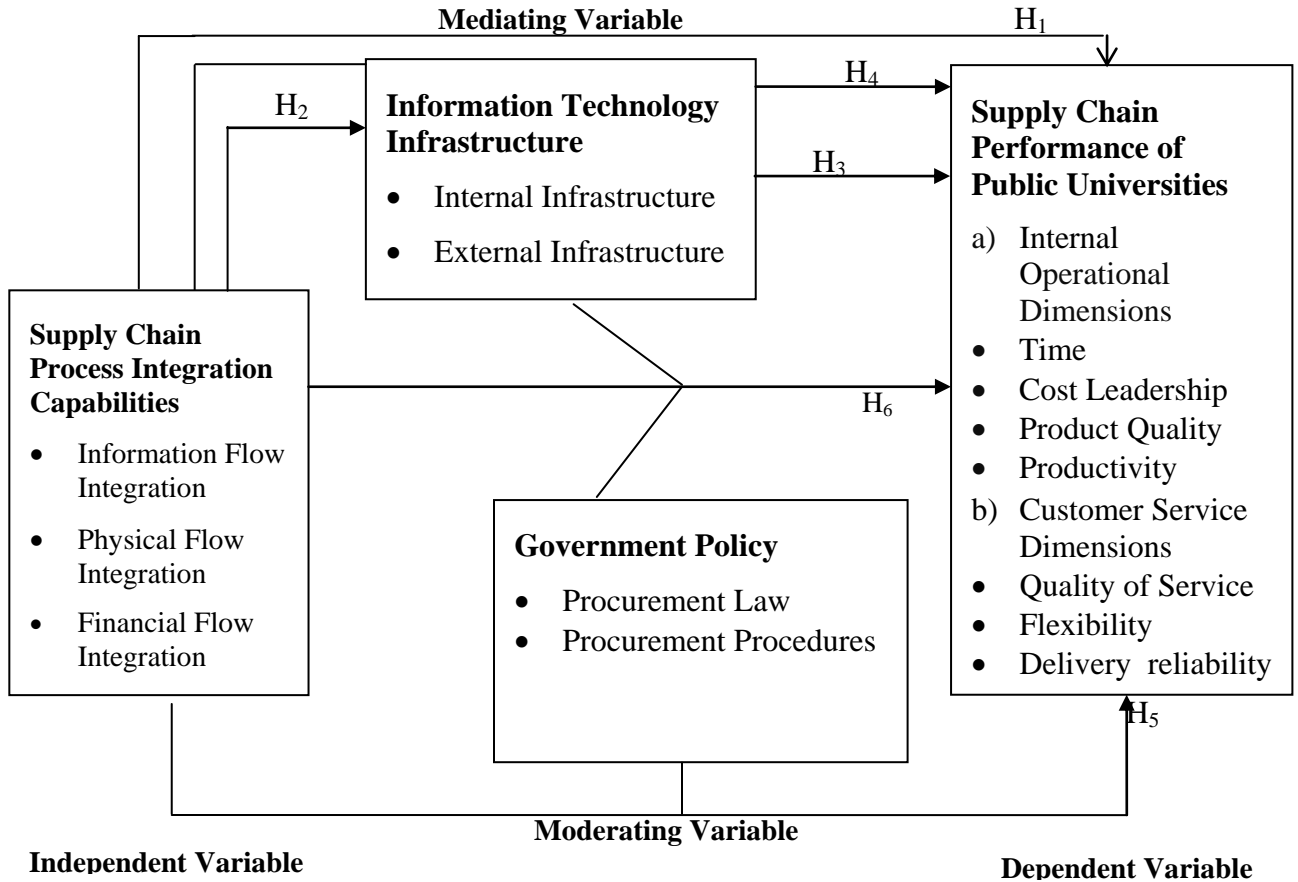 Mediating Variable
H₁
H₂
Information Technology
Infrastructure
• Internal Infrastructure
• External Infrastructure
H₄
H₃
Supply Chain
Performance of
Public Universities
a) Internal
Operational
Dimensions
• Time
• Cost Leadership
• Product Quality
• Productivity
b) Customer Service
Dimensions
• Quality of Service
• Flexibility
• Delivery reliability
Supply Chain
Process Integration
Capabilities
• Information Flow
Integration
• Physical Flow
Integration
• Financial Flow
Integration
H₆
Government Policy
• Procurement Law
• Procurement Procedures
H₅
Moderating Variable
Independent Variable
Dependent Variable